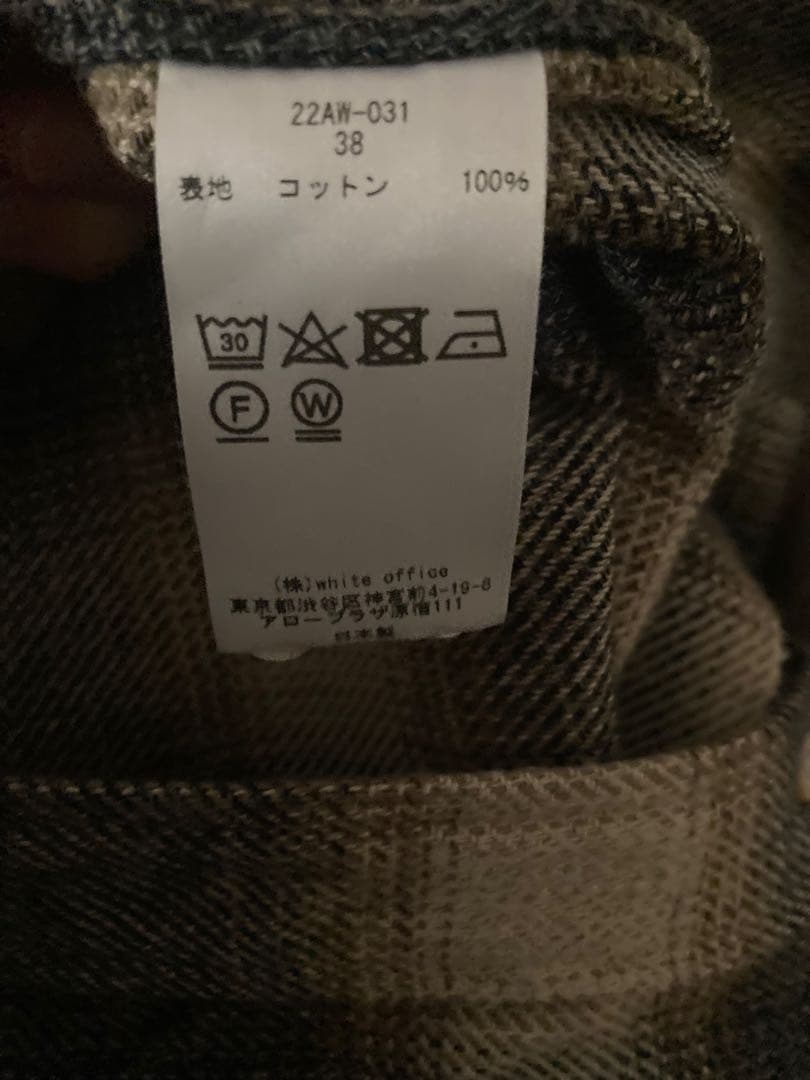 22AW-031
38
表地 コットン 100%
30
F W
(株)white office
東京都渋谷区神宮前4-19-8
アロープラザ原宿111
日本製